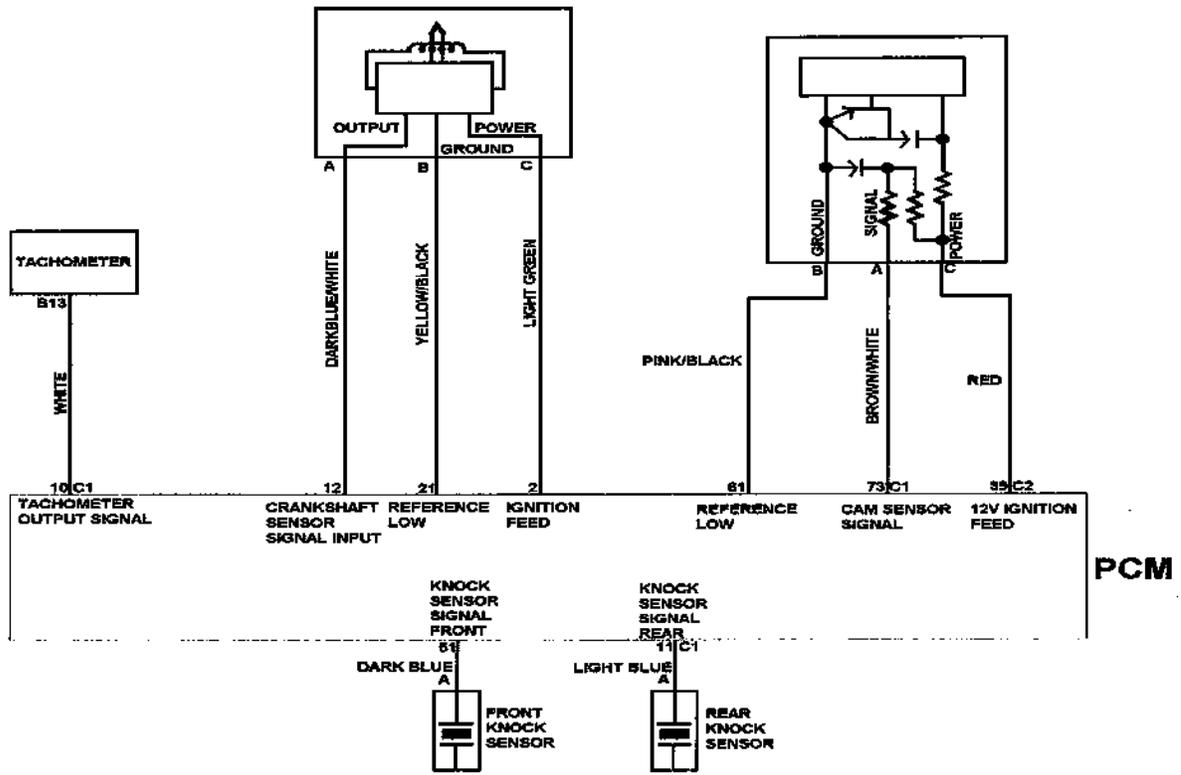 OUTPUT
POWER
GROUND
A
B
C
GROUND
SIGNAL
POWER
B
A
C
TACHOMETER
B13
WHITE
DARKBLUE/WHITE
YELLOW/BLACK
LIGHT GREEN
PINK/BLACK
BROWN/WHITE
RED
10 C1
12
21
2
61
73 C1
C2
TACHOMETER
OUTPUT SIGNAL
CRANKSHAFT
SENSOR
SIGNAL INPUT
REFERENCE
LOW
IGNITION
FEED
REFERENCE
LOW
CAM SENSOR
SIGNAL
12V IGNITION
FEED
PCM
KNOCK
SENSOR
SIGNAL
FRONT
KNOCK
SENSOR
SIGNAL
REAR
51
11 C1
DARK BLUE
A
LIGHT BLUE
A
FRONT
KNOCK
SENSOR
REAR
KNOCK
SENSOR